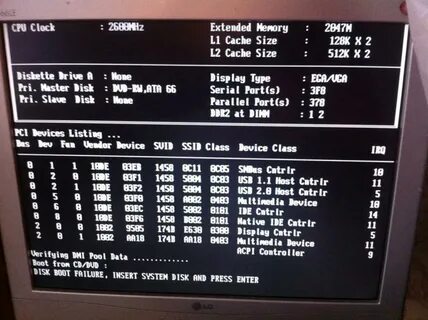 CPU Clock : 2600MHz
Extended Memory : 2047M
L1 Cache Size : 128K X 2
L2 Cache Size : 512K X 2
Diskette Drive A : None
Pri. Master Disk : DVD-RW,ATA 66
Pri. Slave Disk : None
Display Type : EGA/VGA
Serial Port(s) : 3F8
Parallel Port(s) : 378
DDR2 at DIMM : 1 2
PCI Devices Listing ...
Bus Dev Fun Vendor Device SVID SSID Class Device Class IRQ
0 1 1 10DE 03EB 1458 0C11 0C05 SMBus Cntrlr 10
0 2 0 10DE 03F1 1458 5004 0C03 USB 1.1 Host Cntrlr 11
0 2 1 10DE 03F2 1458 5004 0C03 USB 2.0 Host Cntrlr 5
0 5 0 10DE 03F0 1458 0403 Multimedia Device 10
0 6 0 10DE 03EC 1458 5002 0101 IDE Cntrlr 14
0 8 0 10DE 03F6 1458 0101 Native IDE Cntrlr 11
2 0 0 1002 9505 174B E630 0300 Display Cntrlr 5
2 0 1 1002 AA18 174B AA18 0403 Multimedia Device 11
ACPI Controller 9
Verifying DMI Pool Data ............
Boot from CD/DVD :
DISK BOOT FAILURE, INSERT SYSTEM DISK AND PRESS ENTER
LG